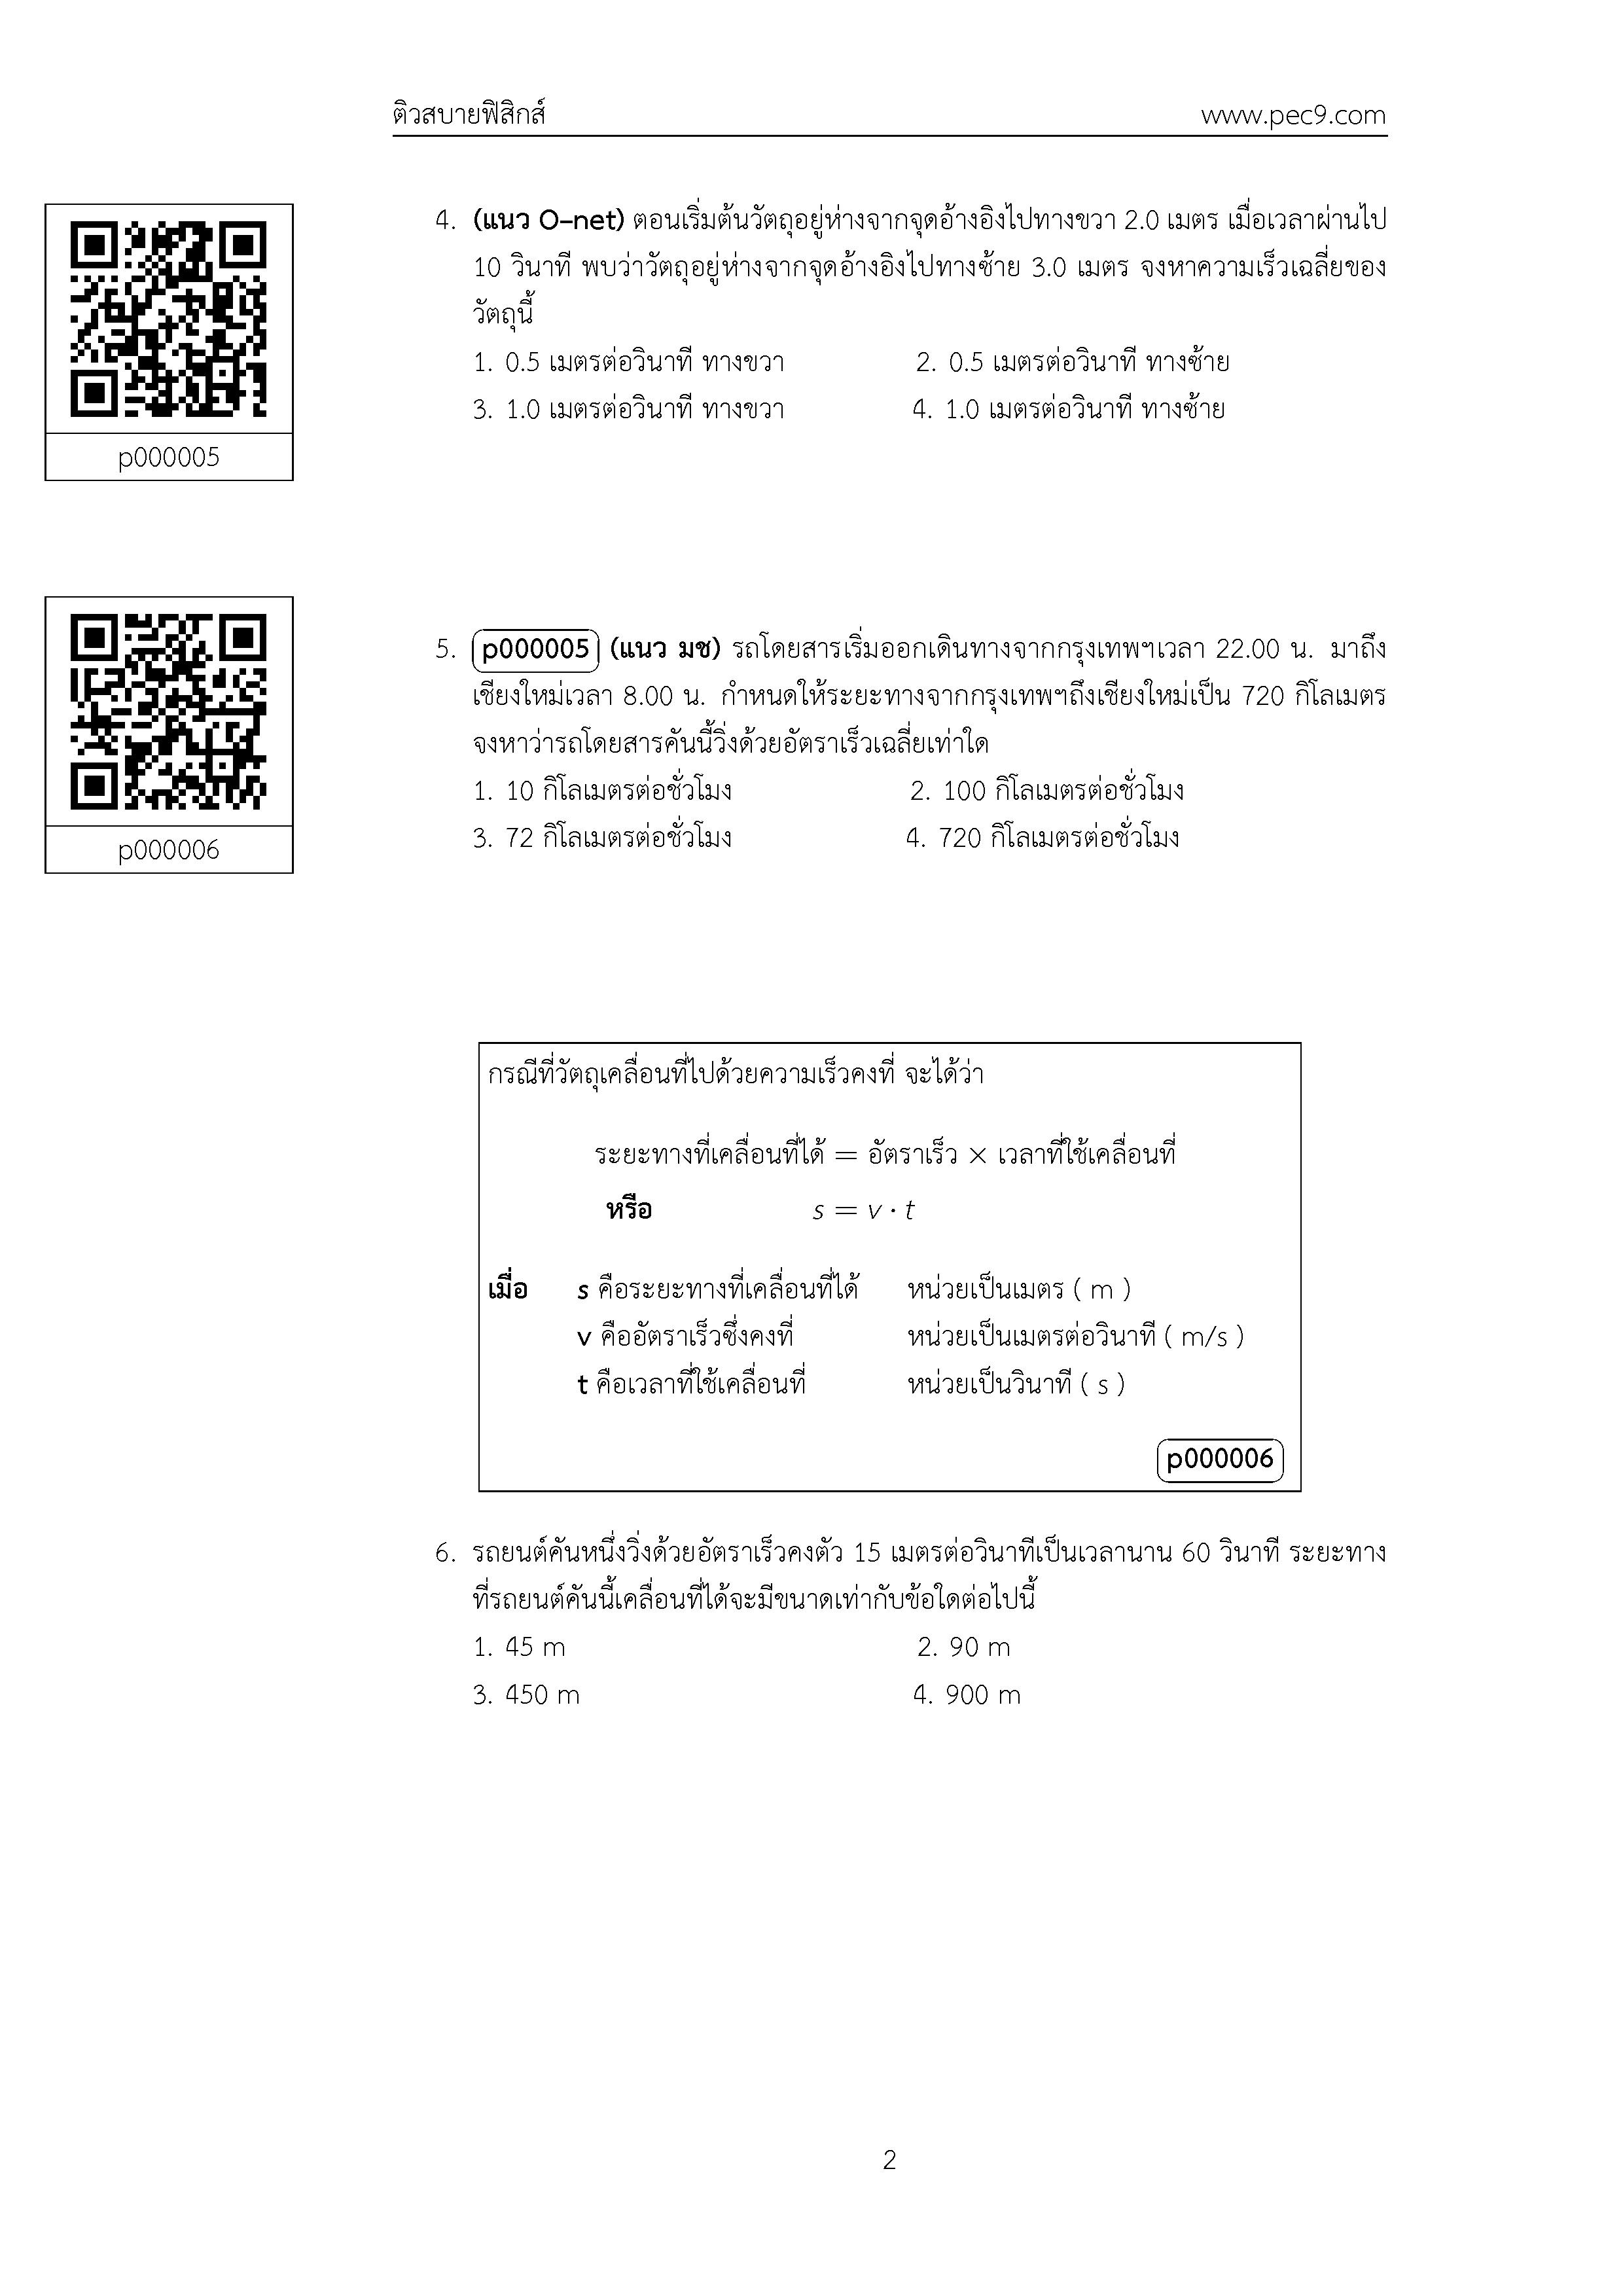 ติวสบายฟิสิกส์ www.pec9.com
4. (แนว O–net) ตอนเริ่มต้นวัตถุอยู่ห่างจากจุดอ้างอิงไปทางขวา 2.0 เมตร เมื่อเวลาผ่านไป
10 วินาที พบว่าวัตถุอยู่ห่างจากจุดอ้างอิงไปทางซ้าย 3.0 เมตร จงหาความเร็วเฉลี่ยของ
วัตถุนี้
1. 0.5 เมตรต่อวินาที ทางขวา 2. 0.5 เมตรต่อวินาที ทางซ้าย
3. 1.0 เมตรต่อวินาที ทางขวา 4. 1.0 เมตรต่อวินาที ทางซ้าย
p000005
5. p000005 (แนว มช) รถโดยสารเริ่มออกเดินทางจากกรุงเทพฯเวลา 22.00 น. มาถึง
เชียงใหม่เวลา 8.00 น. กำหนดให้ระยะทางจากกรุงเทพฯถึงเชียงใหม่เป็น 720 กิโลเมตร
จงหาว่ารถโดยสารคันนี้วิ่งด้วยอัตราเร็วเฉลี่ยเท่าใด
1. 10 กิโลเมตรต่อชั่วโมง 2. 100 กิโลเมตรต่อชั่วโมง
3. 72 กิโลเมตรต่อชั่วโมง 4. 720 กิโลเมตรต่อชั่วโมง
p000006
กรณีที่วัตถุเคลื่อนที่ไปด้วยความเร็วคงที่ จะได้ว่า
ระยะทางที่เคลื่อนที่ได้ = อัตราเร็ว × เวลาที่ใช้เคลื่อนที่
หรือ s = v · t
เมื่อ s คือระยะทางที่เคลื่อนที่ได้ หน่วยเป็นเมตร ( m )
v คืออัตราเร็วซึ่งคงที่ หน่วยเป็นเมตรต่อวินาที ( m/s )
t คือเวลาที่ใช้เคลื่อนที่ หน่วยเป็นวินาที ( s )
p000006
6. รถยนต์คันหนึ่งวิ่งด้วยอัตราเร็วคงตัว 15 เมตรต่อวินาทีเป็นเวลานาน 60 วินาที ระยะทาง
ที่รถยนต์คันนี้เคลื่อนที่ได้จะมีขนาดเท่ากับข้อใดต่อไปนี้
1. 45 m 2. 90 m
3. 450 m 4. 900 m
2